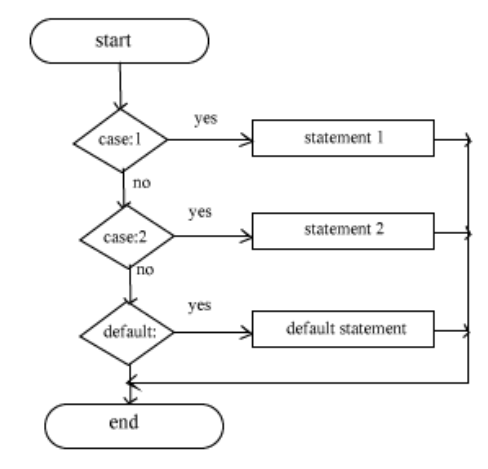 start
yes
case:1
statement 1
no
yes
case:2
statement 2
no
yes
default:
default statement
end